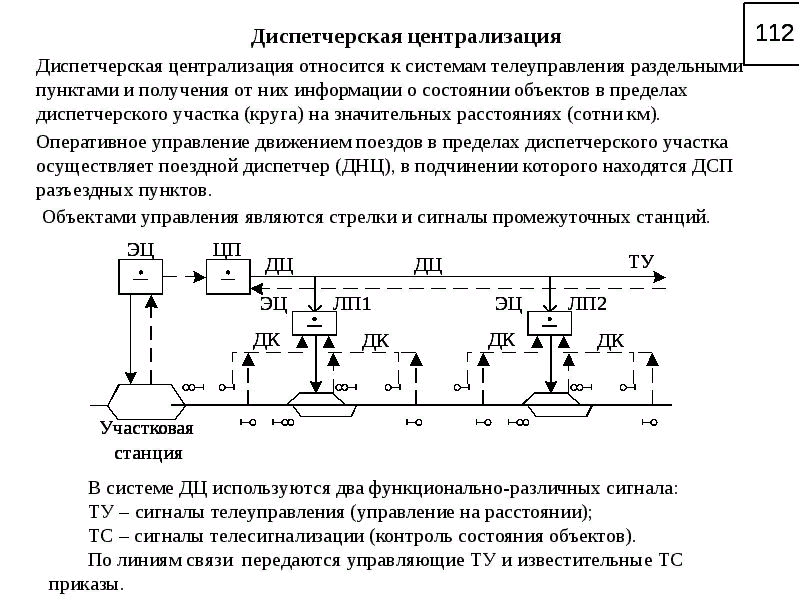 112
Диспетчерская централизация
Диспетчерская централизация относится к системам телеуправления раздельными
пунктами и получения от них информации о состоянии объектов в пределах
диспетчерского участка (круга) на значительных расстояниях (сотни км).
Оперативное управление движением поездов в пределах диспетчерского участка
осуществляет поездной диспетчер (ДНЦ), в подчинении которого находятся ДСП
разъездных пунктов.
Объектами управления являются стрелки и сигналы промежуточных станций.
ЭЦ ЦП ДЦ ДЦ ТУ
ЭЦ ЛП1 ЭЦ ЛП2
ДК ДК ДК ДК
Участковая
станция
В системе ДЦ используются два функционально-различных сигнала:
ТУ – сигналы телеуправления (управление на расстоянии);
ТС – сигналы телесигнализации (контроль состояния объектов).
По линиям связи передаются управляющие ТУ и известительные ТС
приказы.